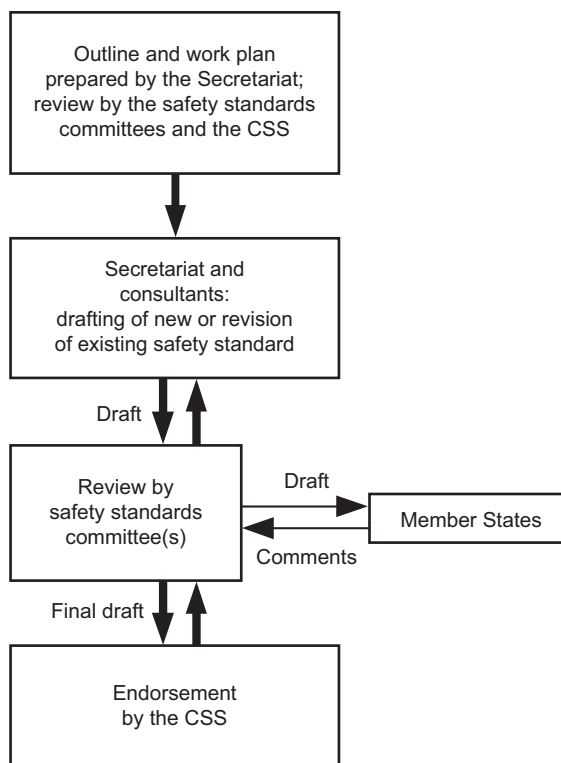 Outline and work plan
prepared by the Secretariat;
review by the safety standards
committees and the CSS
Secretariat and
consultants:
drafting of new or revision
of existing safety standard
Draft
Review by
safety standards
committee(s)
Draft
Member States
Comments
Final draft
Endorsement
by the CSS